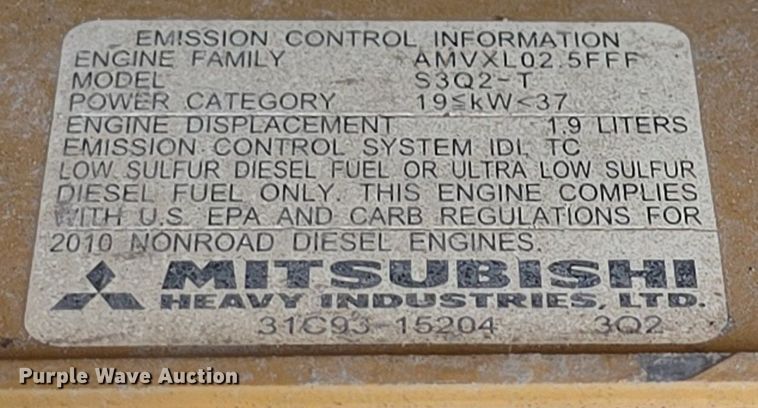 EMISSION CONTROL INFORMATION
ENGINE FAMILY AMVXL02.5FFF
MODEL S3Q2-T
POWER CATEGORY 19≦kW<37
ENGINE DISPLACEMENT 1.9 LITERS
EMISSION CONTROL SYSTEM IDI, TC
LOW SULFUR DIESEL FUEL OR ULTRA LOW SULFUR
DIESEL FUEL ONLY. THIS ENGINE COMPLIES
WITH U.S. EPA AND CARB REGULATIONS FOR
2010 NONROAD DIESEL ENGINES.
MITSUBISHI
HEAVY INDUSTRIES, LTD.
31C93-15204 3Q2
Purple Wave Auction